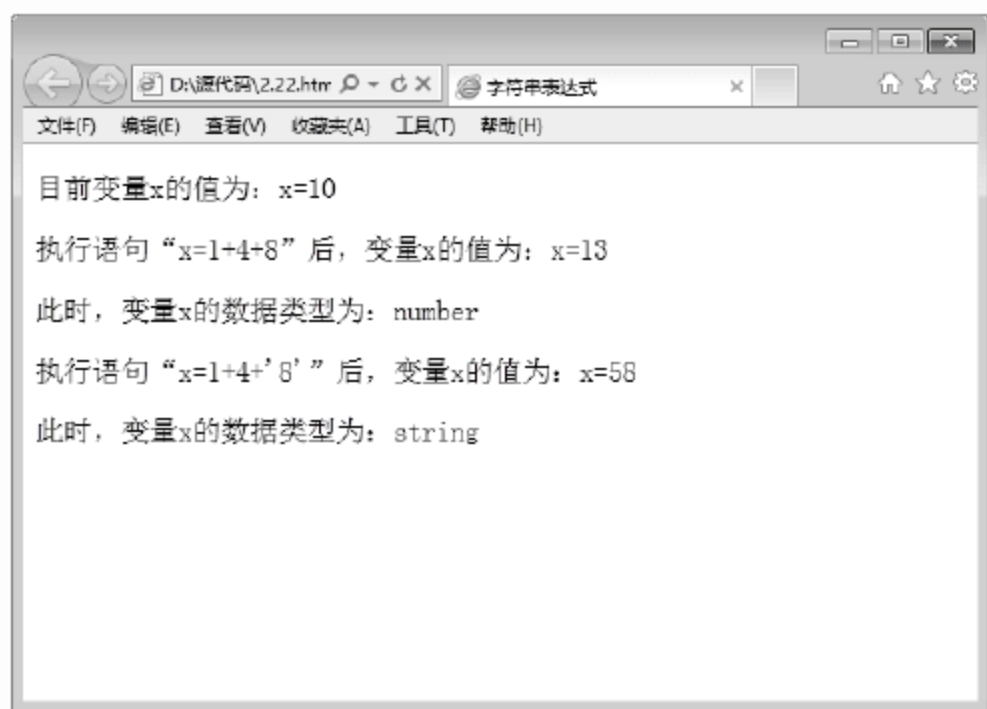 D:\源代码\2.22.htm
字符串表达式
文件(F) 编辑(E) 查看(V) 收藏夹(A) 工具(T) 帮助(H)
目前变量x的值为：x=10
执行语句“x=1+4+8”后，变量x的值为：x=13
此时，变量x的数据类型为：number
执行语句“x=1+4+'8'”后，变量x的值为：x=58
此时，变量x的数据类型为：string